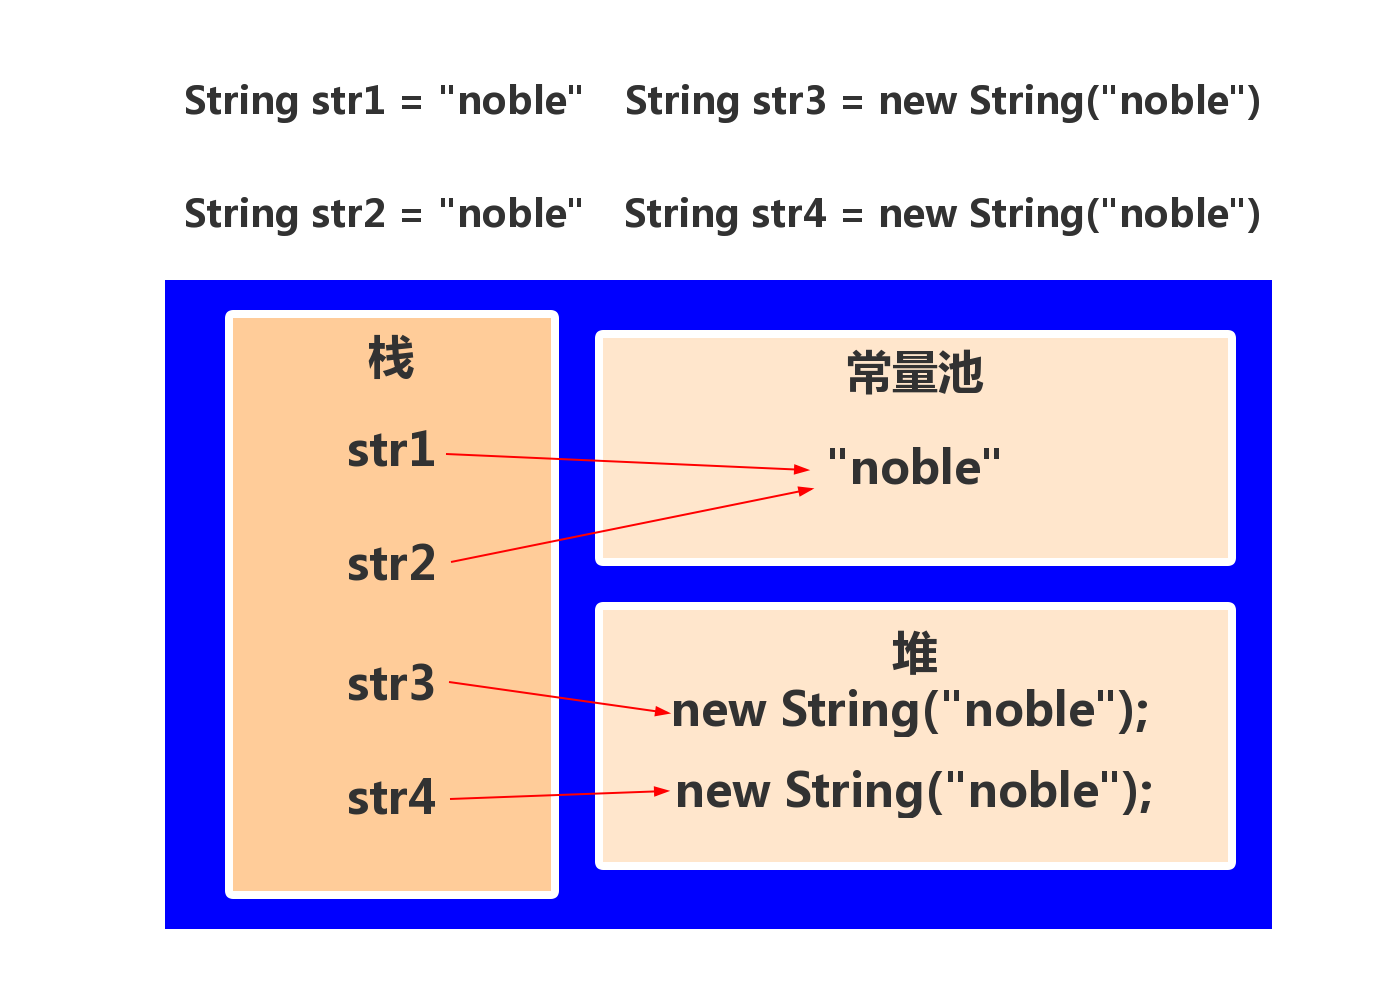 String str1 = "noble" String str3 = new String("noble")
String str2 = "noble" String str4 = new String("noble")
栈
str1
str2
str3
str4
常量池
"noble"
堆
new String("noble");
new String("noble");